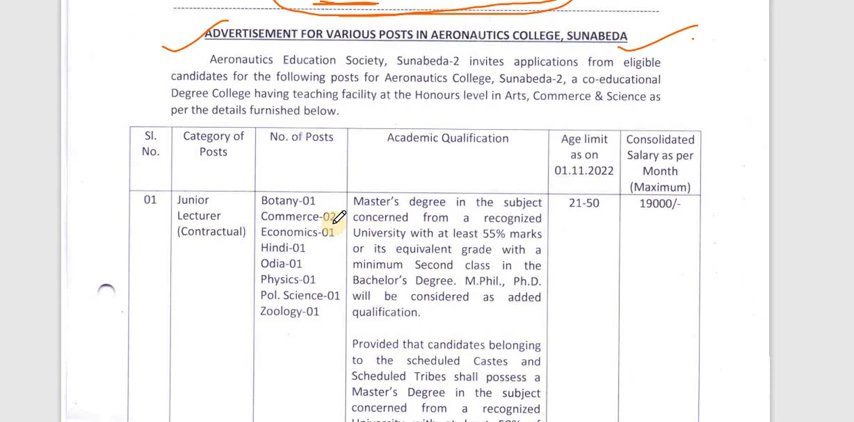 ADVERTISEMENT FOR VARIOUS POSTS IN AERONAUTICS COLLEGE, SUNABEDA
Aeronautics Education Society, Sunabeda-2 invites applications from eligible
candidates for the following posts for Aeronautics College, Sunabeda-2, a co-educational
Degree College having teaching facility at the Honours level in Arts, Commerce & Science as
per the details furnished below.
Sl. No.
Category of Posts
No. of Posts
Academic Qualification
Age limit as on 01.11.2022
Consolidated Salary as per Month (Maximum)
01
Junior
Lecturer
(Contractual)
Botany-01
Commerce-02
Economics-01
Hindi-01
Odia-01
Physics-01
Pol. Science-01
Zoology-01
Master's degree in the subject
concerned from a recognized
University with at least 55% marks
or its equivalent grade with a
minimum Second class in the
Bachelor's Degree. M.Phil., Ph.D.
will be considered as added
qualification.
Provided that candidates belonging
to the scheduled Castes and
Scheduled Tribes shall possess a
Master's Degree in the subject
concerned from a recognized
21-50
19000/-